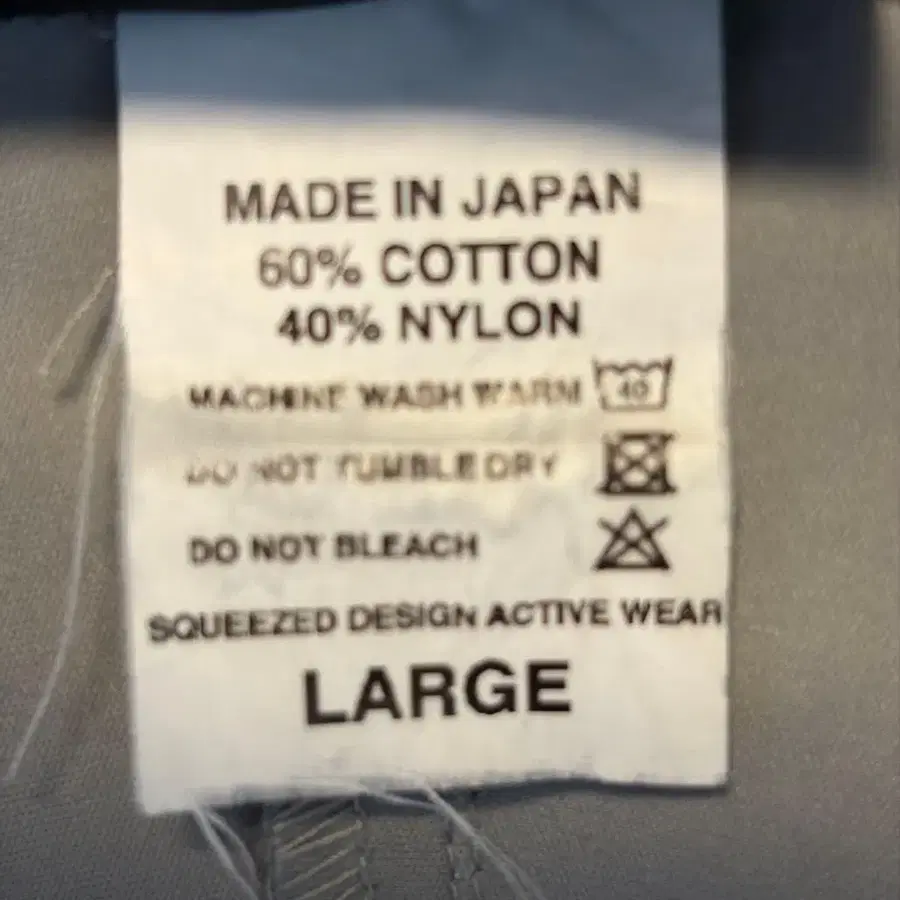 MADE IN JAPAN
60% COTTON
40% NYLON
MACHINE WASH WARM 40
DO NOT TUMBLE DRY
DO NOT BLEACH
SQUEEZED DESIGN ACTIVE WEAR
LARGE